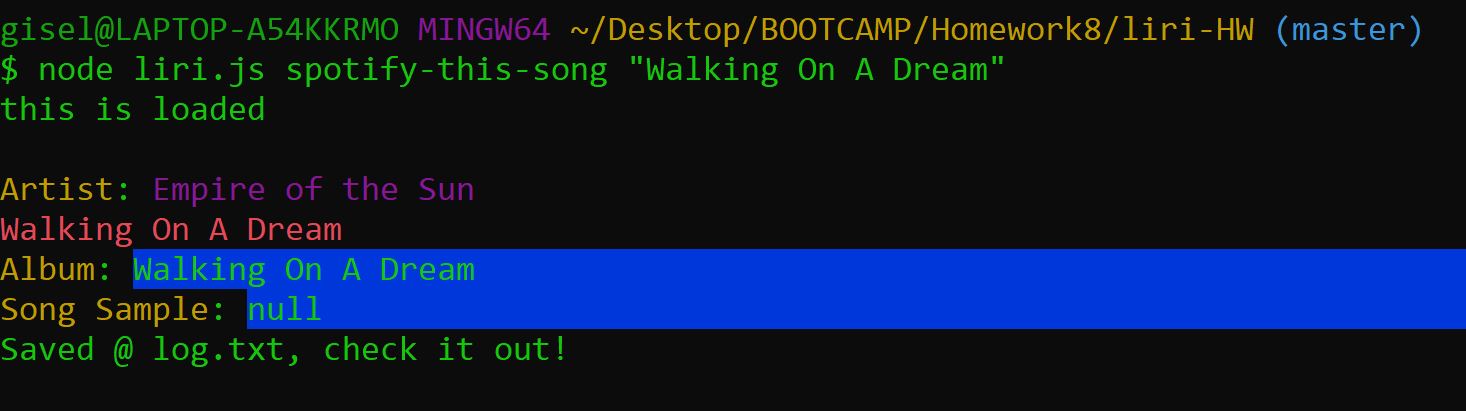 gisel@LAPTOP-A54KKRMO MINGW64 ~/Desktop/BOOTCAMP/Homework8/liri-HW (master)
$ node liri.js spotify-this-song "Walking On A Dream"
this is loaded
Artist: Empire of the Sun
Walking On A Dream
Album: Walking On A Dream
Song Sample: null
Saved @ log.txt, check it out!